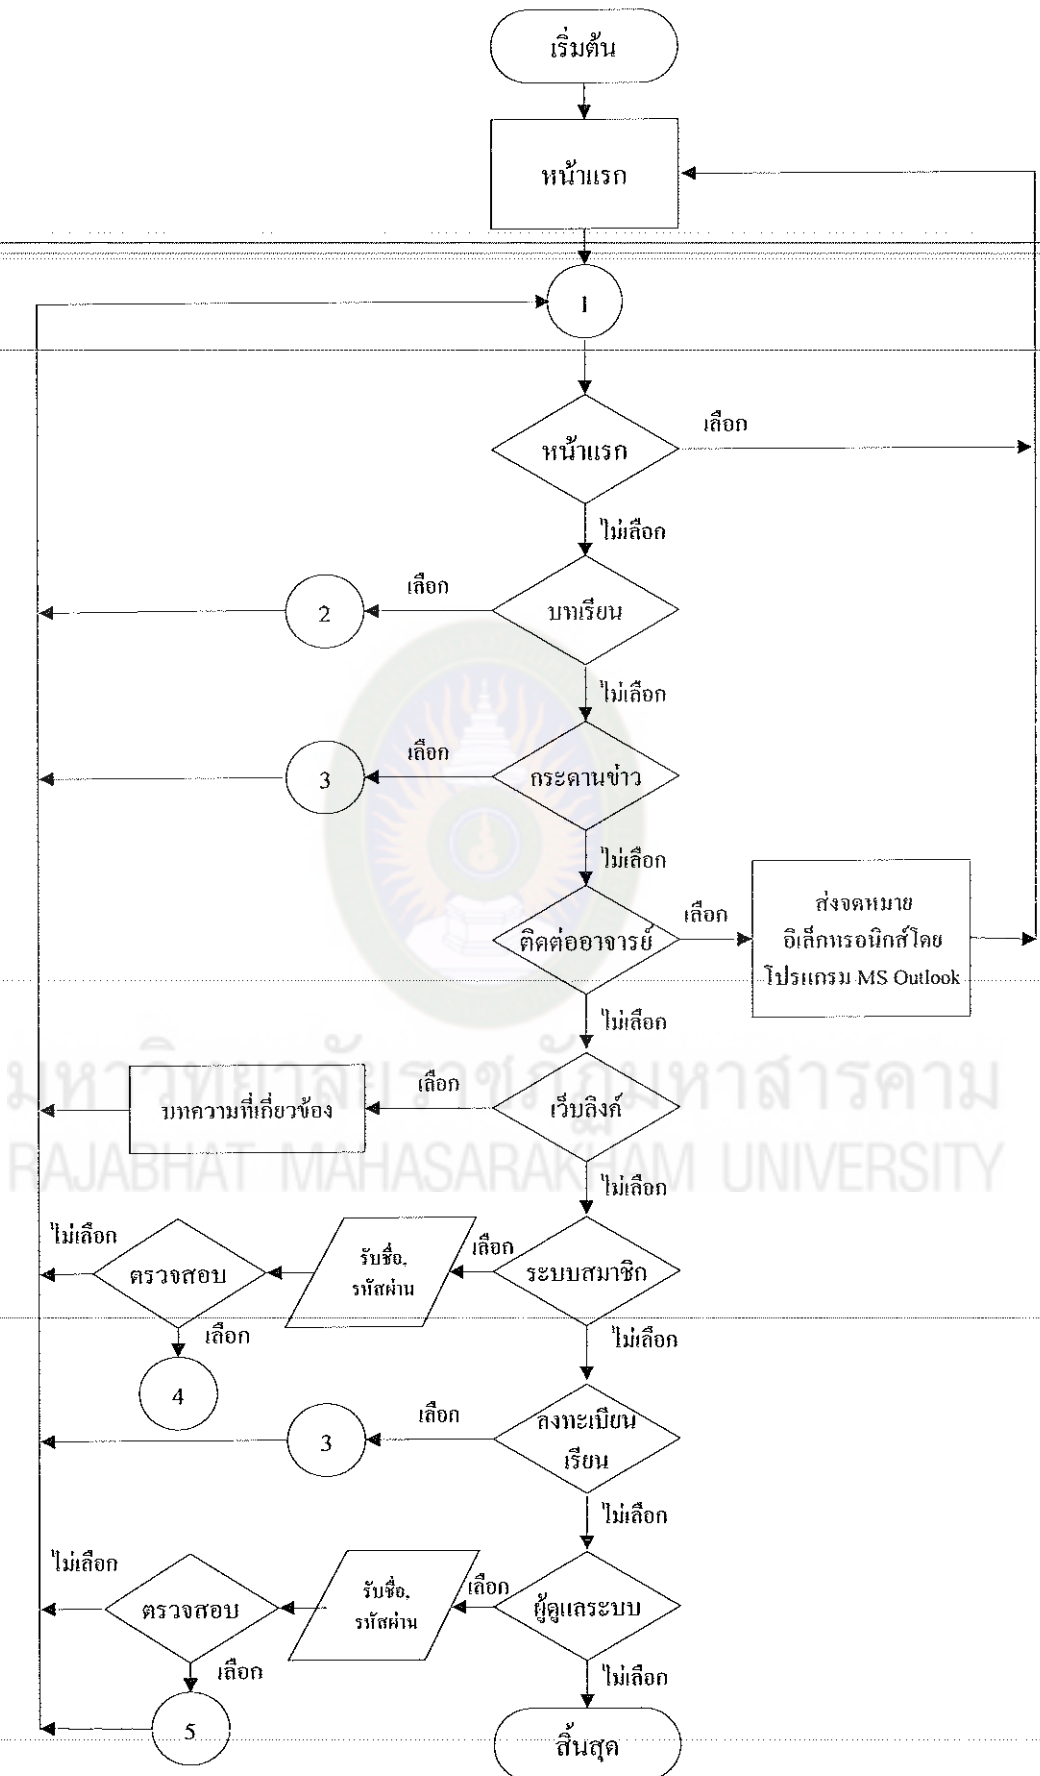 เริ่มต้น
หน้าแรก
1
หน้าแรก
เลือก
ไม่เลือก
2
เลือก
บทเรียน
ไม่เลือก
3
เลือก
กระดานข่าว
ไม่เลือก
ติดต่ออาจารย์
เลือก
ส่งจดหมาย
อิเล็กทรอนิกส์โดย
โปรแกรม MS Outlook
ไม่เลือก
มหาวิทยาลัยราชภัฏมหาสารคาม
RAJABHAT MAHASARAKHAM UNIVERSITY
บทความที่เกี่ยวข้อง
เลือก
เว็บลิงค์
ไม่เลือก
ไม่เลือก
ตรวจสอบ
รับชื่อ,
รหัสผ่าน
เลือก
ระบบสมาชิก
เลือก
4
ไม่เลือก
3
เลือก
ลงทะเบียน
เรียน
ไม่เลือก
ไม่เลือก
ตรวจสอบ
รับชื่อ,
รหัสผ่าน
เลือก
ผู้ดูแลระบบ
เลือก
5
ไม่เลือก
สิ้นสุด